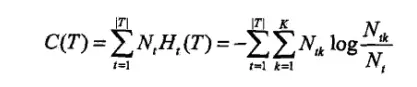 C(T) = \sum_{t=1}^{|T|} N_t H_t(T) = -\sum_{t=1}^{|T|} \sum_{k=1}^{K} N_{tk} \log \frac{N_{tk}}{N_t}